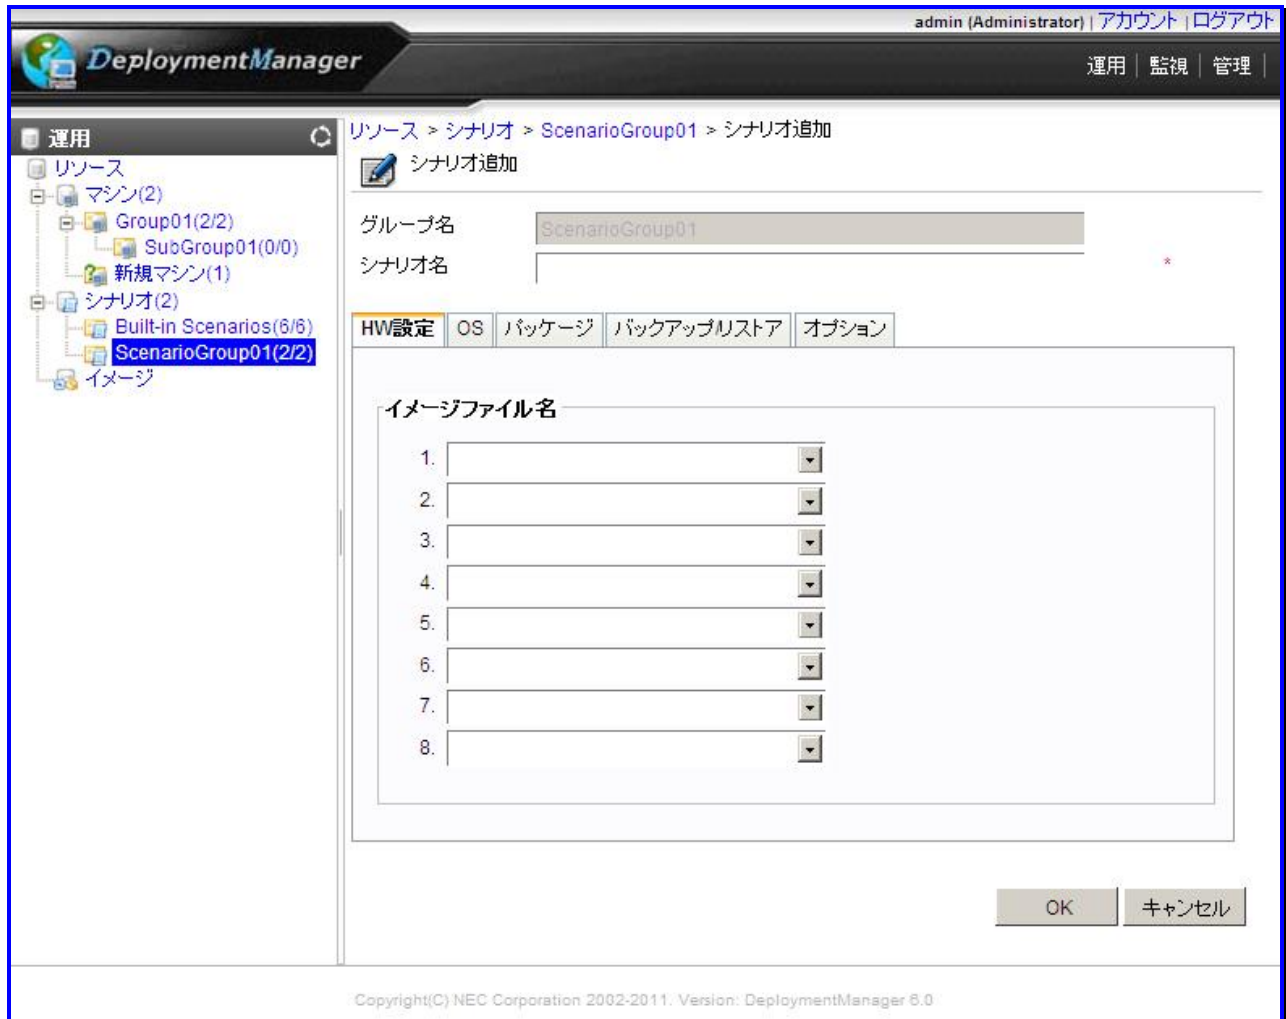 admin (Administrator) | アカウント | ログアウト
DeploymentManager
運用 | 監視 | 管理 |
運用
リソース
マシン(2)
Group01(2/2)
SubGroup01(0/0)
新規マシン(1)
シナリオ(2)
Built-in Scenarios(6/6)
ScenarioGroup01(2/2)
イメージ
リソース > シナリオ > ScenarioGroup01 > シナリオ追加
シナリオ追加
グループ名 ScenarioGroup01
シナリオ名 *
HW設定 OS パッケージ バックアップ/リストア オプション
イメージファイル名
1.
2.
3.
4.
5.
6.
7.
8.
OK キャンセル
Copyright(C) NEC Corporation 2002-2011. Version: DeploymentManager 6.0